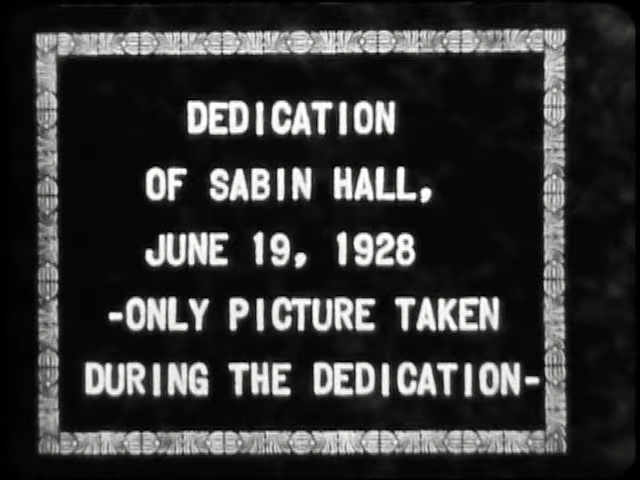 DEDICATION
OF SABIN HALL,
JUNE 19, 1928
-ONLY PICTURE TAKEN
DURING THE DEDICATION-